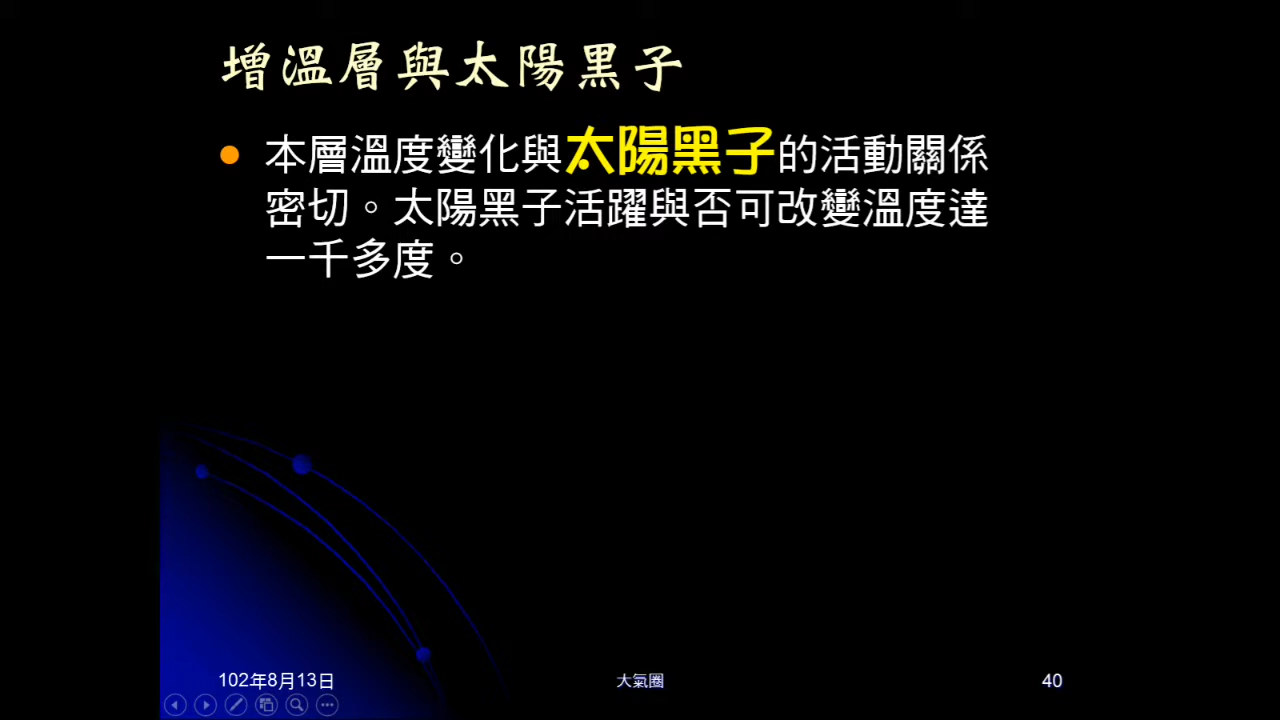 增溫層與太陽黑子
本層溫度變化與太陽黑子的活動關係
密切。太陽黑子活躍與否可改變溫度達
一千多度。
102年8月13日
大氣圈
40